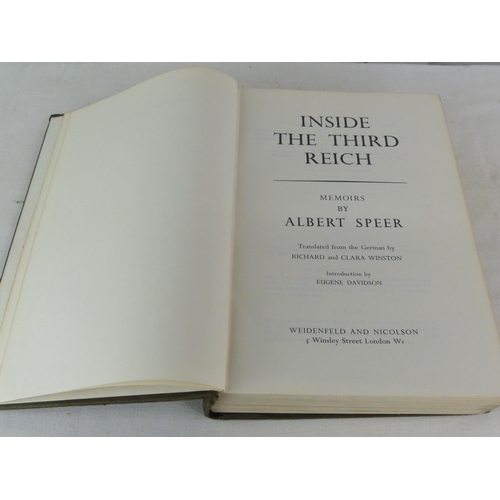 INSIDE
THE THIRD
REICH
MEMOIRS
BY
ALBERT SPEER
Translated from the German by
RICHARD and CLARA WINSTON
Introduction by
EUGENE DAVIDSON
WEIDENFELD AND NICOLSON
5 Winsley Street London W1